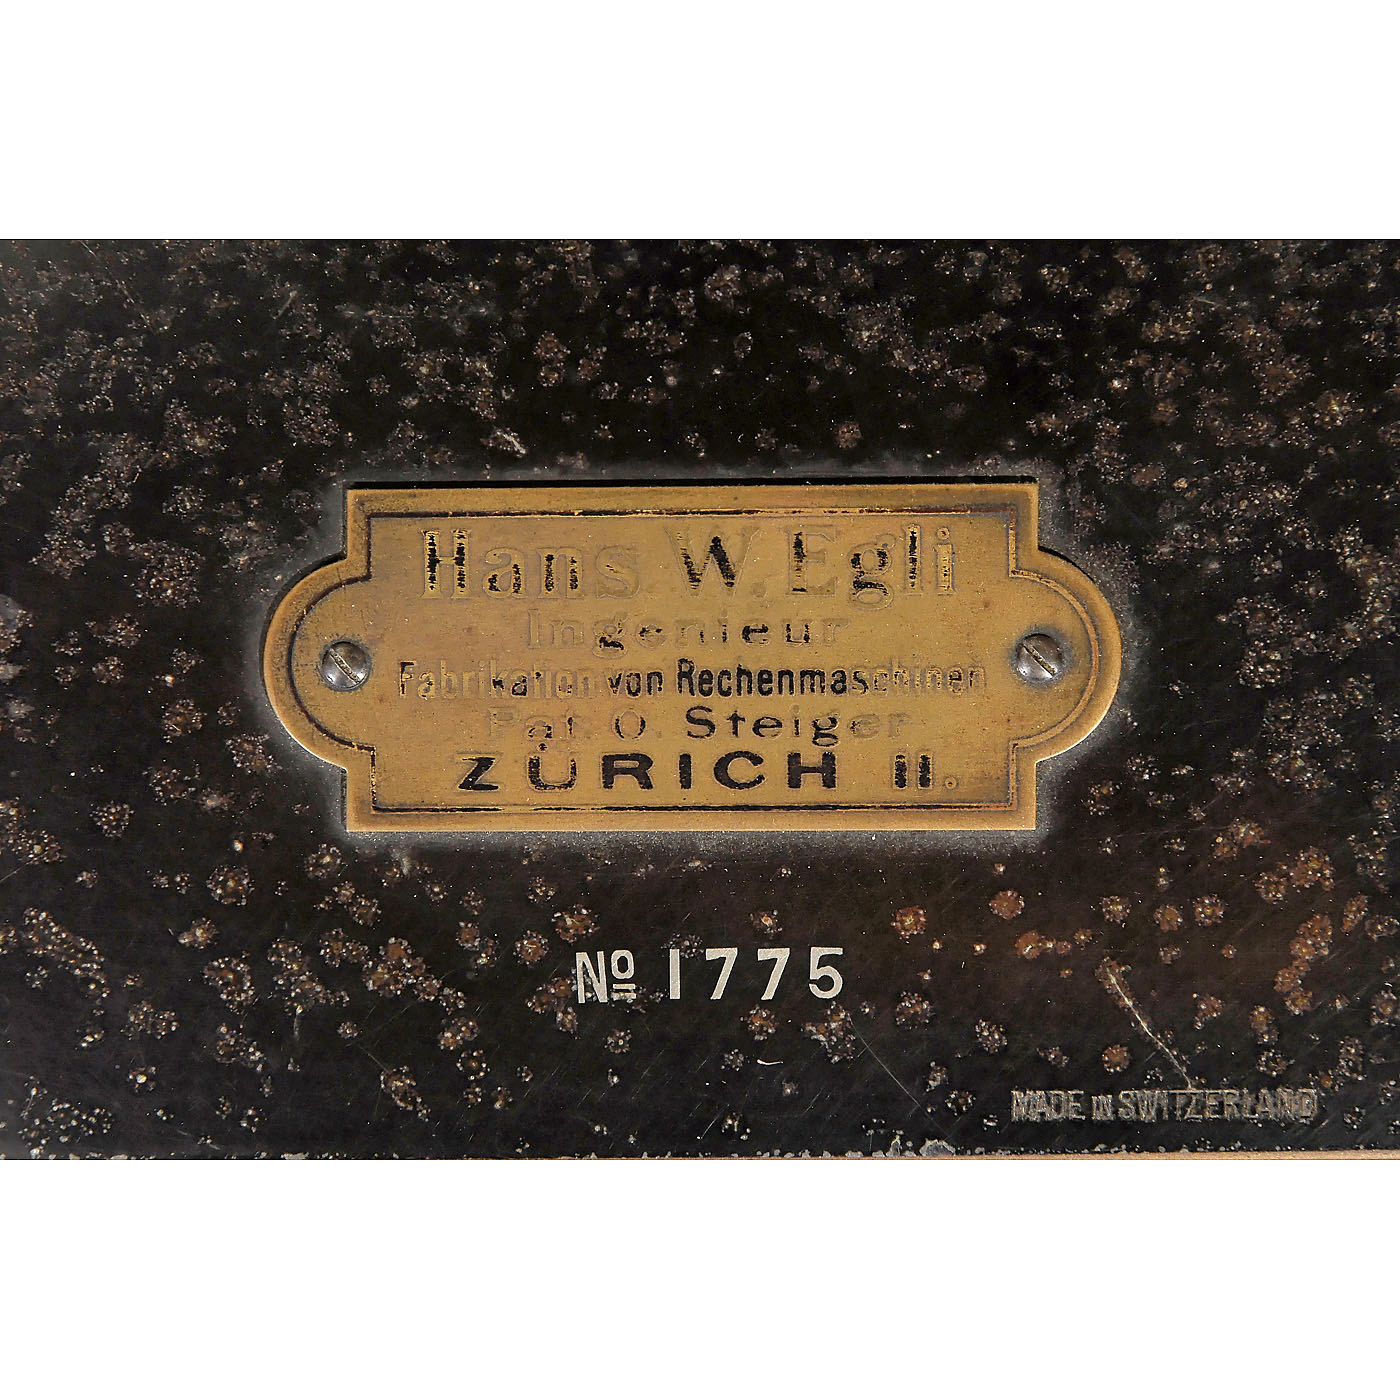 Hans W. Egli
Ingenieur
Fabrikation von Rechenmaschinen
Pat. O. Steiger
ZÜRICH II.
No 1775
MADE IN SWITZERLAND